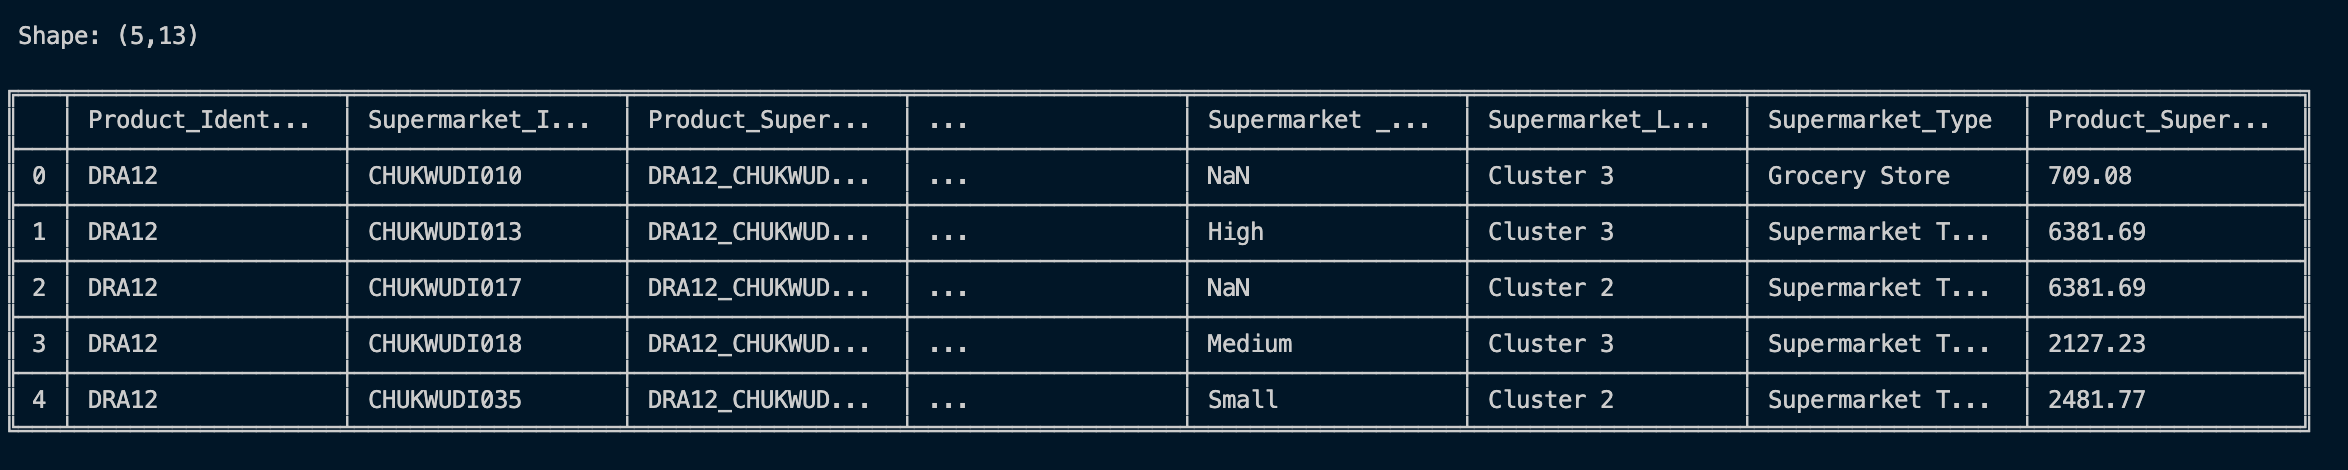 Shape: (5,13)
Product_Ident... Supermarket_I... Product_Super... ... Supermarket _... Supermarket_L... Supermarket_Type Product_Super...
0 DRA12 CHUKWUDI010 DRA12_CHUKWUD... ... NaN Cluster 3 Grocery Store 709.08
1 DRA12 CHUKWUDI013 DRA12_CHUKWUD... ... High Cluster 3 Supermarket T... 6381.69
2 DRA12 CHUKWUDI017 DRA12_CHUKWUD... ... NaN Cluster 2 Supermarket T... 6381.69
3 DRA12 CHUKWUDI018 DRA12_CHUKWUD... ... Medium Cluster 3 Supermarket T... 2127.23
4 DRA12 CHUKWUDI035 DRA12_CHUKWUD... ... Small Cluster 2 Supermarket T... 2481.77